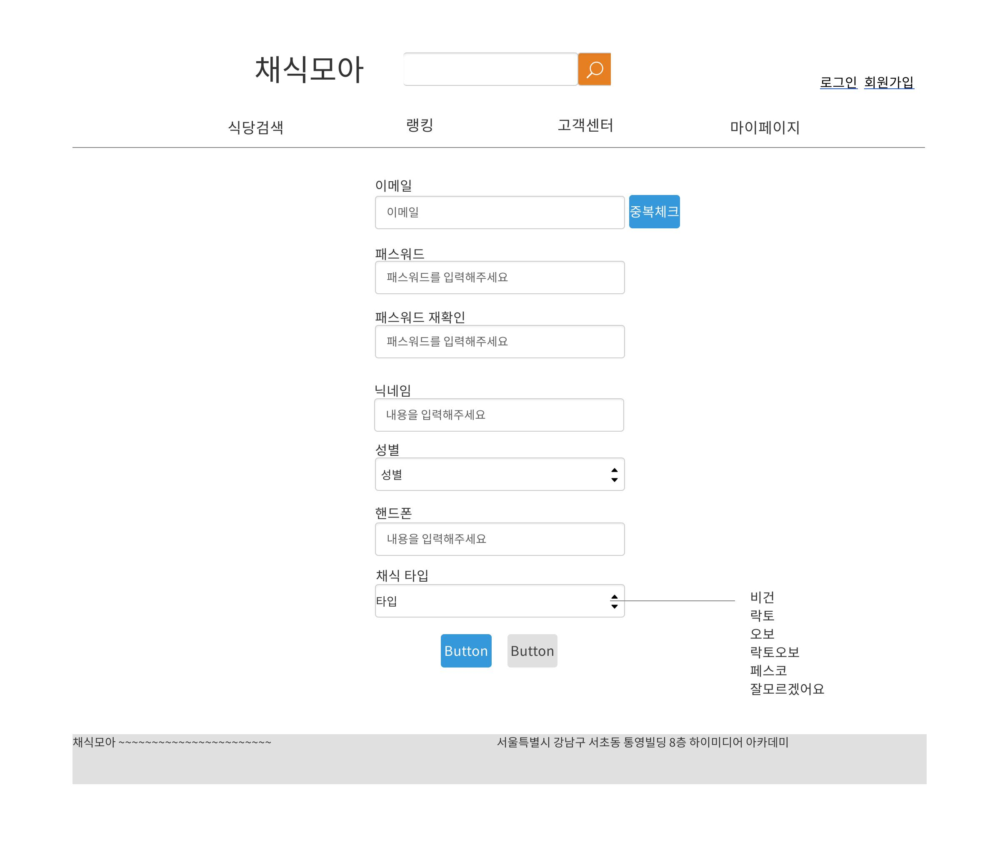 채식모아
로그인 회원가입
식당검색 랭킹 고객센터 마이페이지
이메일
이메일 중복체크
패스워드
패스워드를 입력해주세요
패스워드 재확인
패스워드를 입력해주세요
닉네임
내용을 입력해주세요
성별
성별
핸드폰
내용을 입력해주세요
채식 타입
타입
비건
락토
오보
락토오보
페스코
잘모르겠어요
Button Button
채식모아 ~~~~~~~~~~~~~~~~~~~~~~~ 서울특별시 강남구 서초동 통영빌딩 8층 하이미디어 아카데미